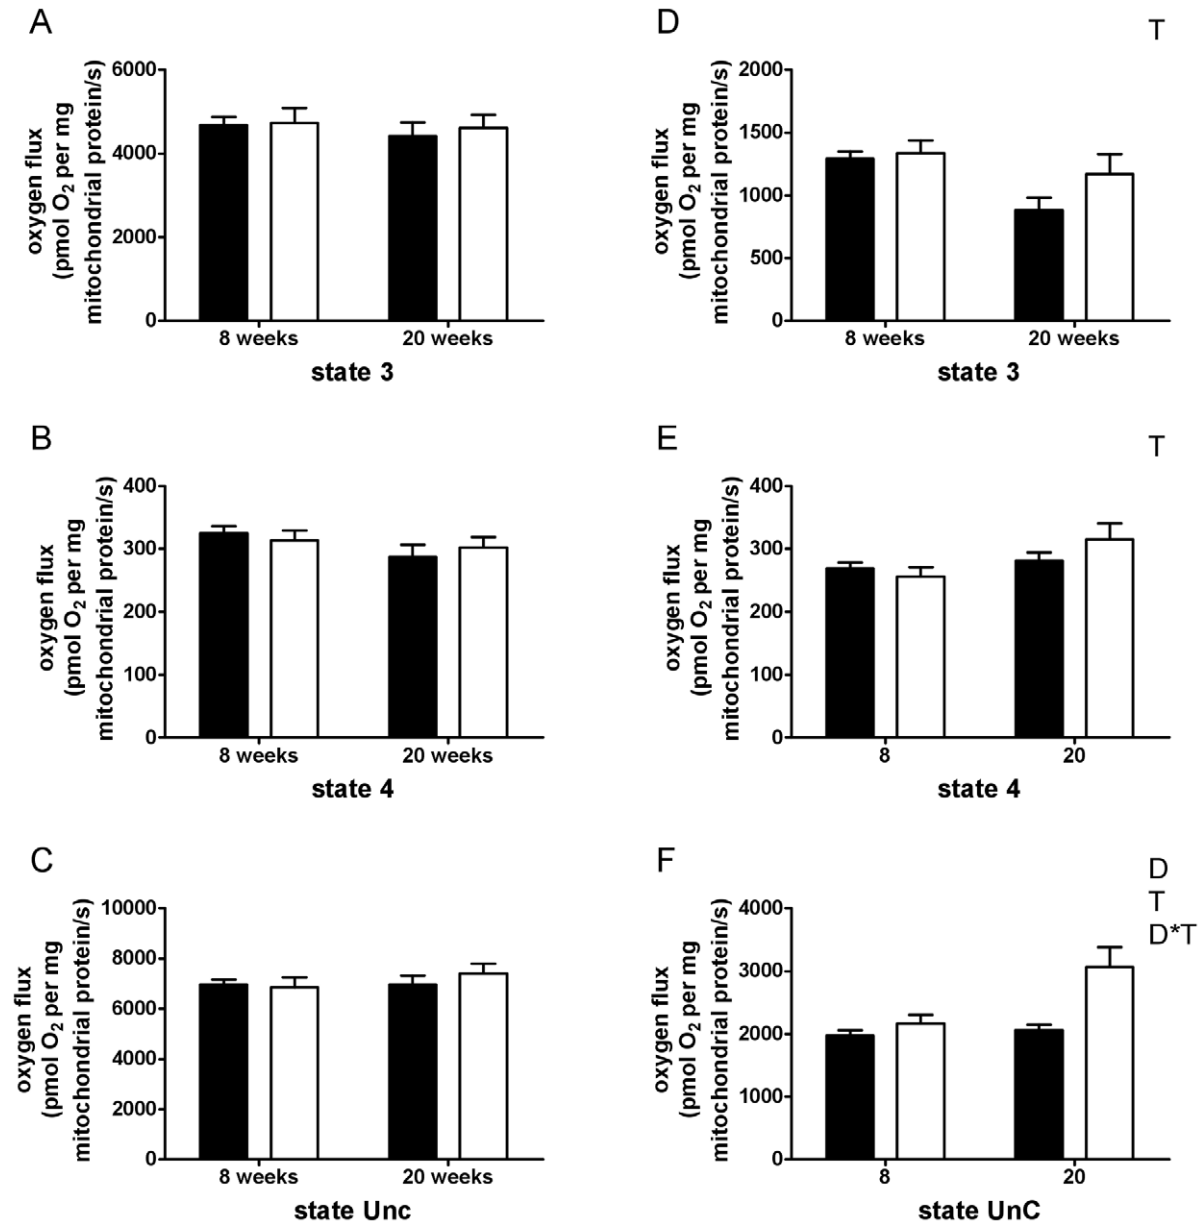 A
oxygen flux
(pmol O2 per mg
mitochondrial protein/s)
6000
4000
2000
0
8 weeks 20 weeks
state 3
D
T
oxygen flux
(pmol O2 per mg
mitochondrial protein/s)
2000
1500
1000
500
0
8 weeks 20 weeks
state 3
B
oxygen flux
(pmol O2 per mg
mitochondrial protein/s)
400
300
200
100
0
8 weeks 20 weeks
state 4
E
T
oxygen flux
(pmol O2 per mg
mitochondrial protein/s)
400
300
200
100
0
8 20
state 4
C
oxygen flux
(pmol O2 per mg
mitochondrial protein/s)
10000
8000
6000
4000
2000
0
8 weeks 20 weeks
state Unc
F
D
T
D*T
oxygen flux
(pmol O2 per mg
mitochondrial protein/s)
4000
3000
2000
1000
0
8 20
state UnC